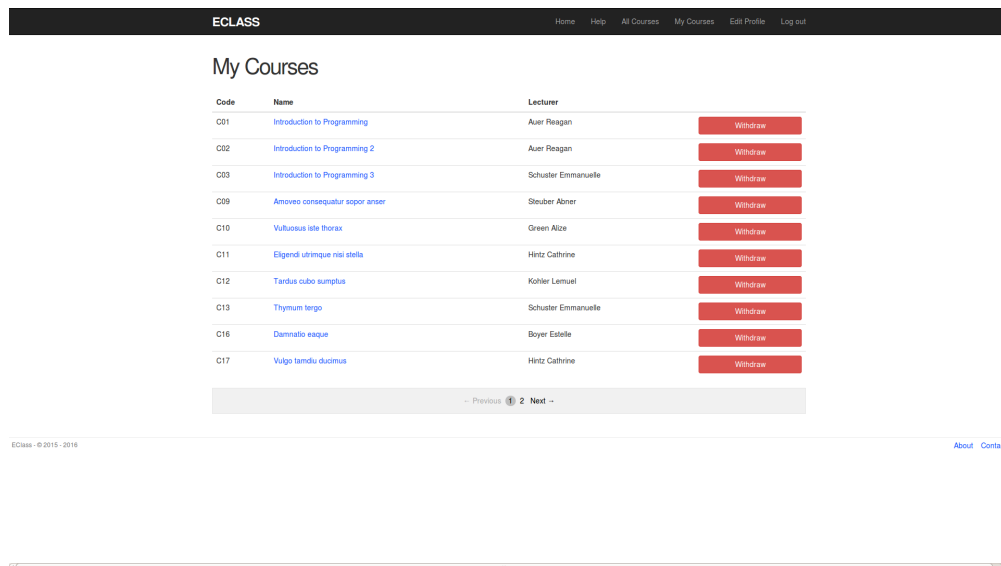 ECLASS Home Help All Courses My Courses Edit Profile Log out
My Courses
Code Name Lecturer
C01 Introduction to Programming Auer Reagan Withdraw
C02 Introduction to Programming 2 Auer Reagan Withdraw
C03 Introduction to Programming 3 Schuster Emmanuelle Withdraw
C09 Amoveo consequatur sopor anser Steuber Abner Withdraw
C10 Vultuosus iste thorax Green Alize Withdraw
C11 Eligendi utrimque nisi stella Hintz Cathrine Withdraw
C12 Tardus cubo sumptus Kohler Lemuel Withdraw
C13 Thymum tergo Schuster Emmanuelle Withdraw
C16 Damnatio eaque Boyer Estelle Withdraw
C17 Vulgo tamdiu ducimus Hintz Cathrine Withdraw
← Previous 1 2 Next →
EClass - © 2015 - 2016 About Conta